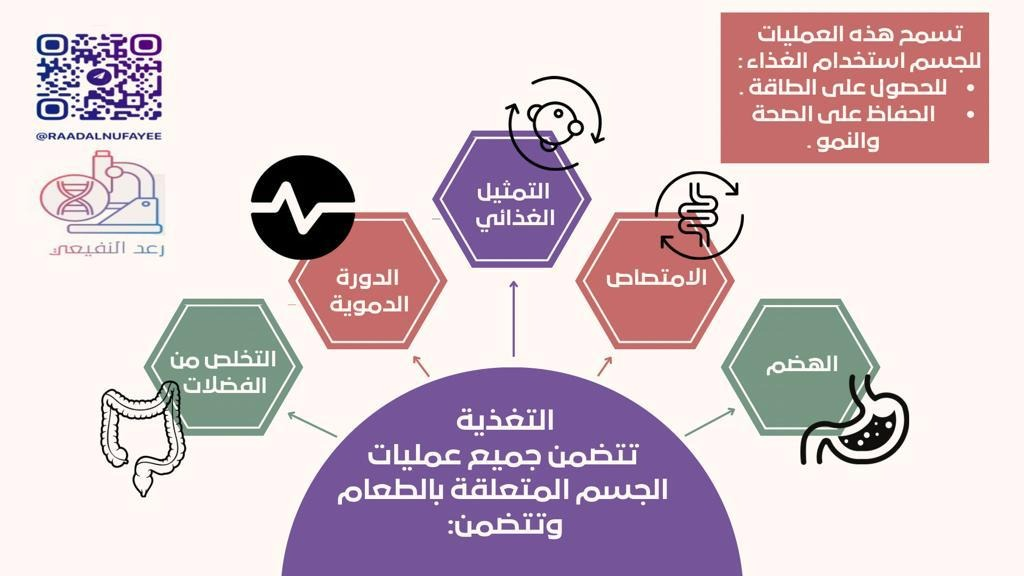 تسمح هذه العمليات
للجسم استخدام الغذاء :
• للحصول على الطاقة .
• الحفاظ على الصحة
والنمو .
@RAADALNUFAYEE
رعد النفيعي
التمثيل
الغذائي
الامتصاص
الدورة
الدموية
الهضم
التخلص من
الفضلات
التغذية
تتضمن جميع عمليات
الجسم المتعلقة بالطعام
وتتضمن: